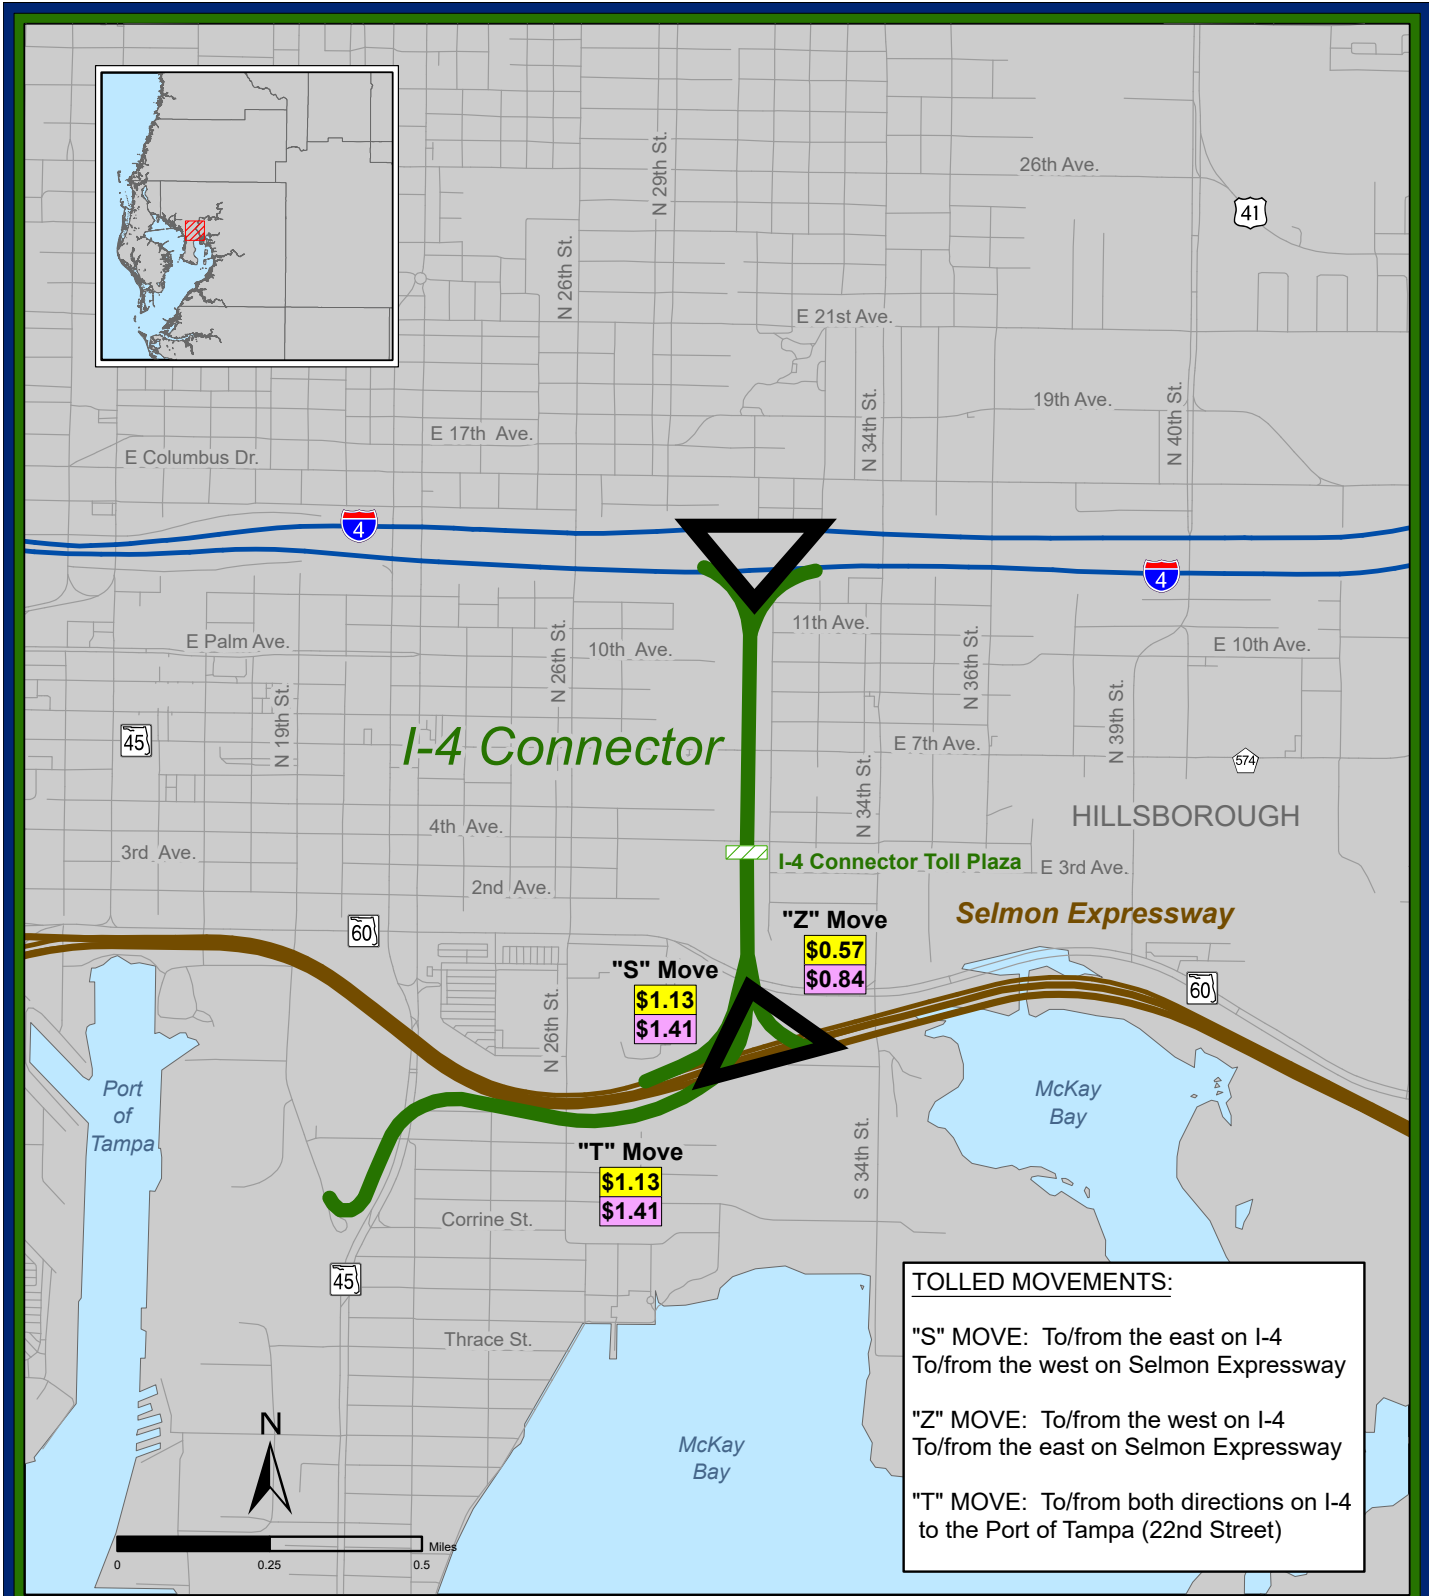 26th Ave.
N 29th St.
41
N 26th St.
E 21st Ave.
19th Ave.
N 34th St.
N 40th St.
E 17th  Ave.
E Columbus Dr.
4
4
11th Ave.
E Palm Ave.
10th  Ave.
E 10th Ave.
N 26th St.
N 36th St.
N 19th St.
N 39th St.
45
I-4 Connector
E 7th Ave.
574
N 34th St.
HILLSBOROUGH
4th  Ave.
3rd  Ave.
I-4 Connector Toll Plaza
E 3rd Ave.
2nd  Ave.
Selmon Expressway
60
"Z" Move
$0.57
$0.84
"S" Move
$1.13
$1.41
60
N 26th St.
Port
of
Tampa
McKay
Bay
"T" Move
$1.13
$1.41
S 34th St.
Corrine St.
45
Thrace St.
McKay
Bay
TOLLED MOVEMENTS:
"S" MOVE:  To/from the east on I-4
To/from the west on Selmon Expressway
"Z" MOVE:  To/from the west on I-4
To/from the east on Selmon Expressway
"T" MOVE:  To/from both directions on I-4
to the Port of Tampa (22nd Street)
N
Miles
0 0.25 0.5